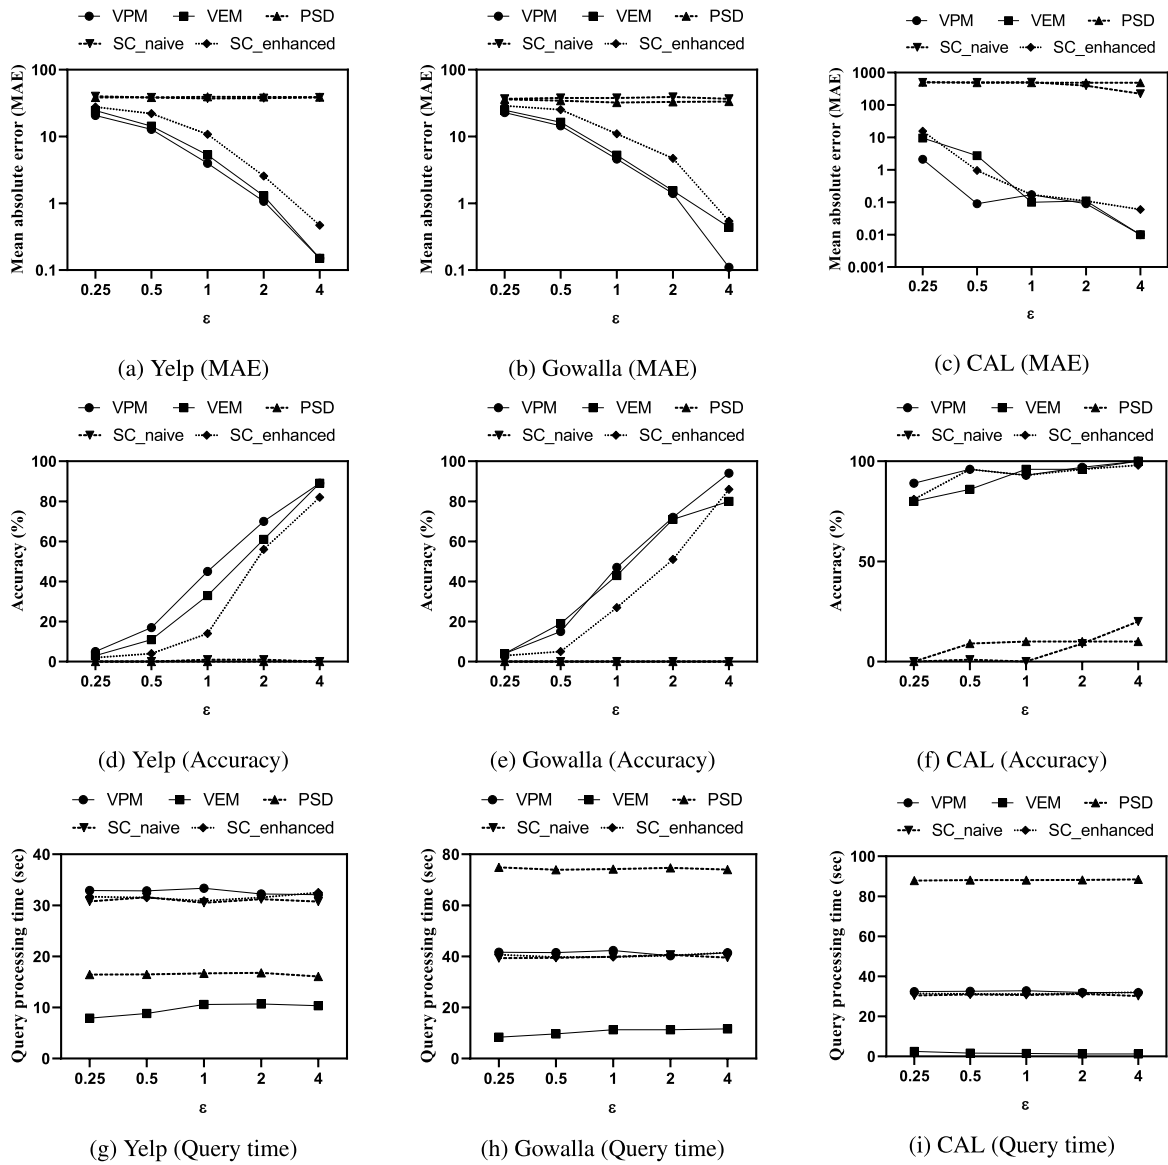 VPM VEM PSD
SC_naive SC_enhanced
Mean absolute error (MAE)
100
10
1
0.1
0.25 0.5 1 2 4
ε
(a) Yelp (MAE)
VPM VEM PSD
SC_naive SC_enhanced
Mean absolute error (MAE)
100
10
1
0.1
0.25 0.5 1 2 4
ε
(b) Gowalla (MAE)
VPM VEM PSD
SC_naive SC_enhanced
Mean absolute error (MAE)
1000
100
10
1
0.1
0.01
0.001
0.25 0.5 1 2 4
ε
(c) CAL (MAE)
VPM VEM PSD
SC_naive SC_enhanced
Accuracy (%)
100
80
60
40
20
0
0.25 0.5 1 2 4
ε
(d) Yelp (Accuracy)
VPM VEM PSD
SC_naive SC_enhanced
Accuracy (%)
100
80
60
40
20
0
0.25 0.5 1 2 4
ε
(e) Gowalla (Accuracy)
VPM VEM PSD
SC_naive SC_enhanced
Accuracy (%)
100
50
0
0.25 0.5 1 2 4
ε
(f) CAL (Accuracy)
VPM VEM PSD
SC_naive SC_enhanced
Query processing time (sec)
40
30
20
10
0
0.25 0.5 1 2 4
ε
(g) Yelp (Query time)
VPM VEM PSD
SC_naive SC_enhanced
Query processing time (sec)
80
60
40
20
0
0.25 0.5 1 2 4
ε
(h) Gowalla (Query time)
VPM VEM PSD
SC_naive SC_enhanced
Query processing time (sec)
100
80
60
40
20
0
0.25 0.5 1 2 4
ε
(i) CAL (Query time)